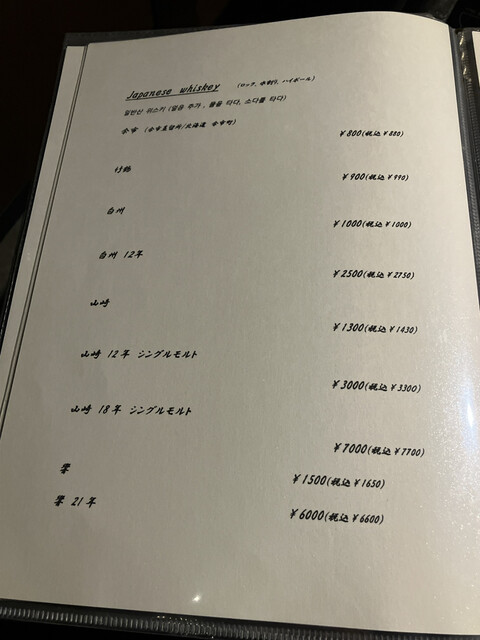 Japanese whiskey (ロック, 水割り, ハイボール)
일반산 위스키 (얼음 추가, 물을 타다, 소다를 타다)
余市 (余市蒸留所/北海道 余市町) ¥800(税込¥880)
竹鶴 ¥900(税込¥990)
白州 ¥1000(税込¥1000)
白州 12年 ¥2500(税込¥2750)
山崎 ¥1300(税込¥1430)
山崎 12年 シングルモルト ¥3000(税込¥3300)
山崎 18年 シングルモルト ¥7000(税込¥7700)
響 ¥1500(税込¥1650)
響 21年 ¥6000(税込¥6600)